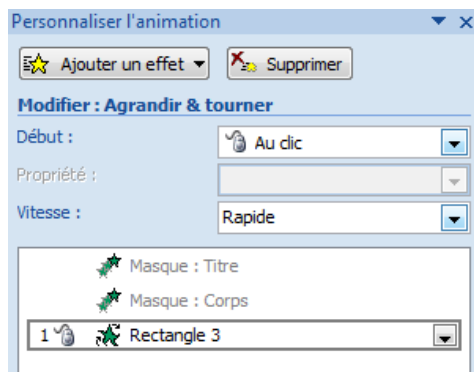 Personnaliser l'animation
Ajouter un effet Supprimer
Modifier : Agrandir & tourner
Début : Au clic
Propriété :
Vitesse : Rapide
Masque : Titre
Masque : Corps
1 Rectangle 3